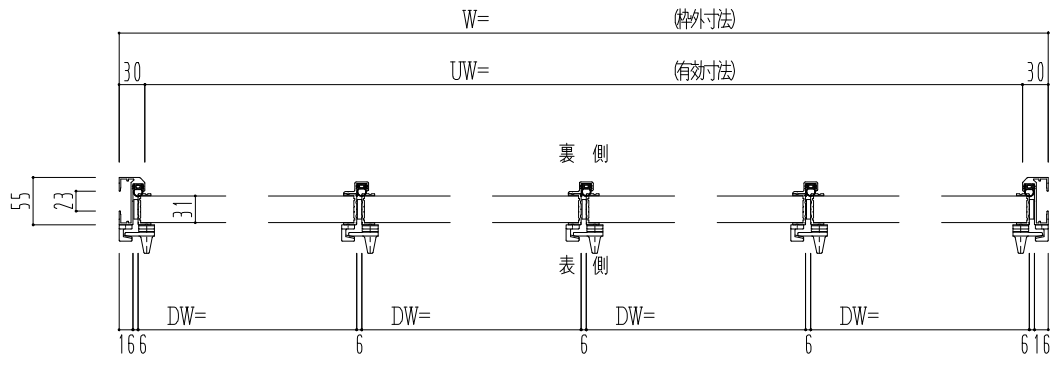 W= (枠外寸法)
30 UW= (有効寸法) 30
裏 側
55 23 31
表 側
DW= DW= DW= DW=
16 6 6 6 6 6 16